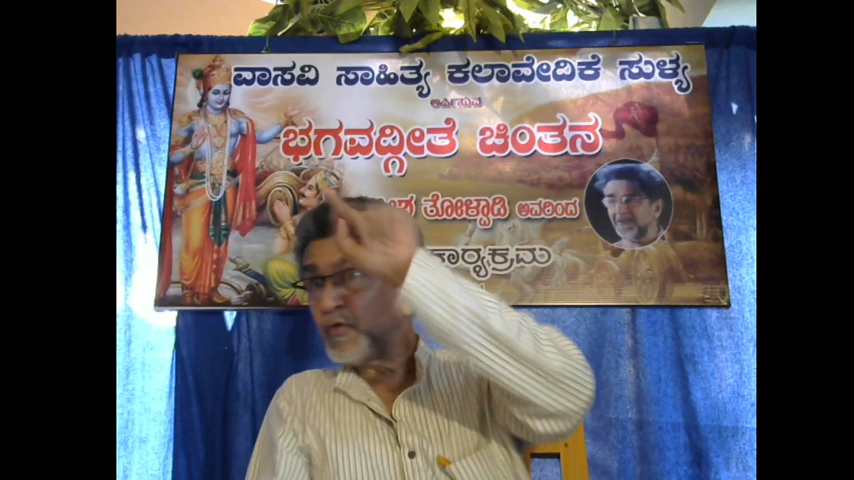 ವಾಸವಿ ಸಾಹಿತ್ಯ ಕಲಾವೇದಿಕೆ ಸುಳ್ಯ
ಅರ್ಪಿಸುವ
ಭಗವದ್ಗೀತೆ ಚಿಂತನ
ತೋಳ್ಪಾಡಿ ಅವರಿಂದ
ಕಾರ್ಯಕ್ರಮ